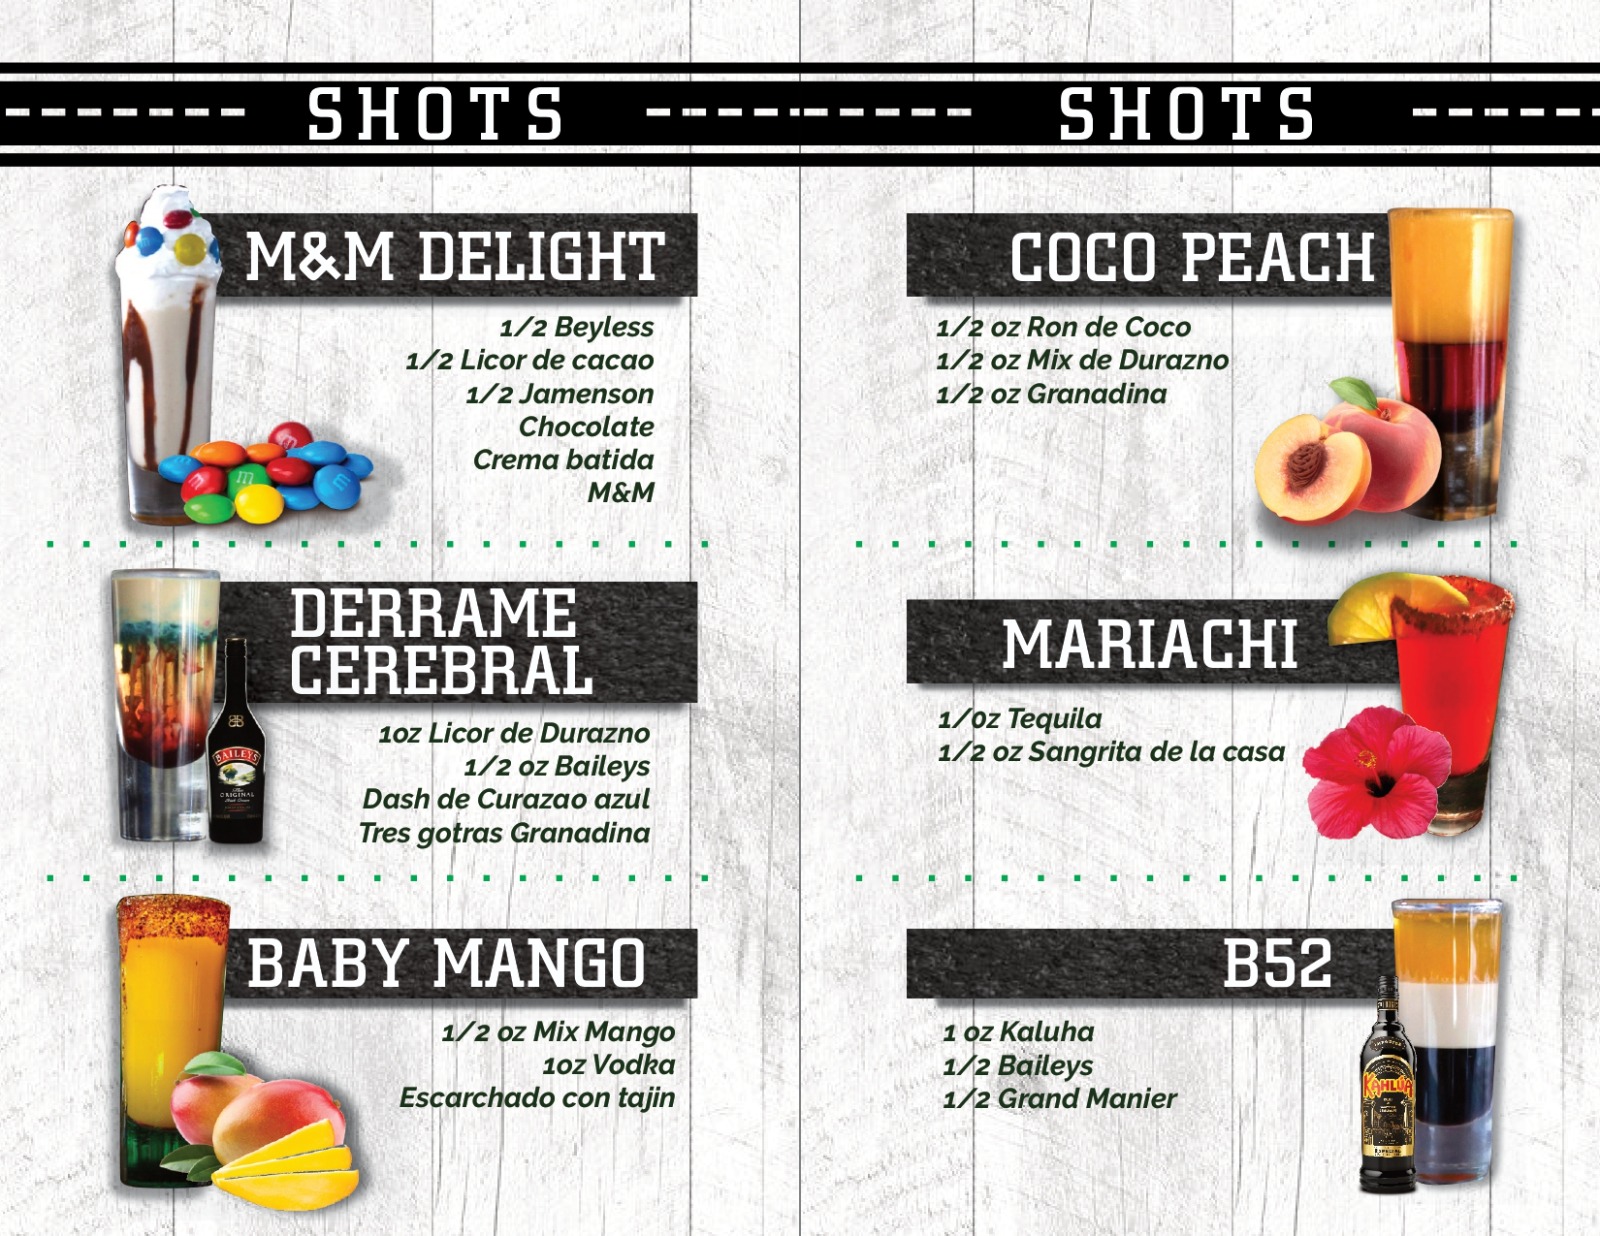 SHOTS
M&M DELIGHT
1/2 Beyless
1/2 Licor de cacao
1/2 Jamenson
Chocolate
Crema batida
M&M
m
m
m
DERRAME
CEREBRAL
1oz Licor de Durazno
1/2 oz Baileys
Dash de Curazao azul
Tres gotras Granadina
BAILEYS
ORIGINAL
BABY MANGO
1/2 oz Mix Mango
1oz Vodka
Escarchado con tajin
SHOTS
COCO PEACH
1/2 oz Ron de Coco
1/2 oz Mix de Durazno
1/2 oz Granadina
MARIACHI
1/0z Tequila
1/2 oz Sangrita de la casa
B52
1 oz Kaluha
1/2 Baileys
1/2 Grand Manier
KAHLÚA